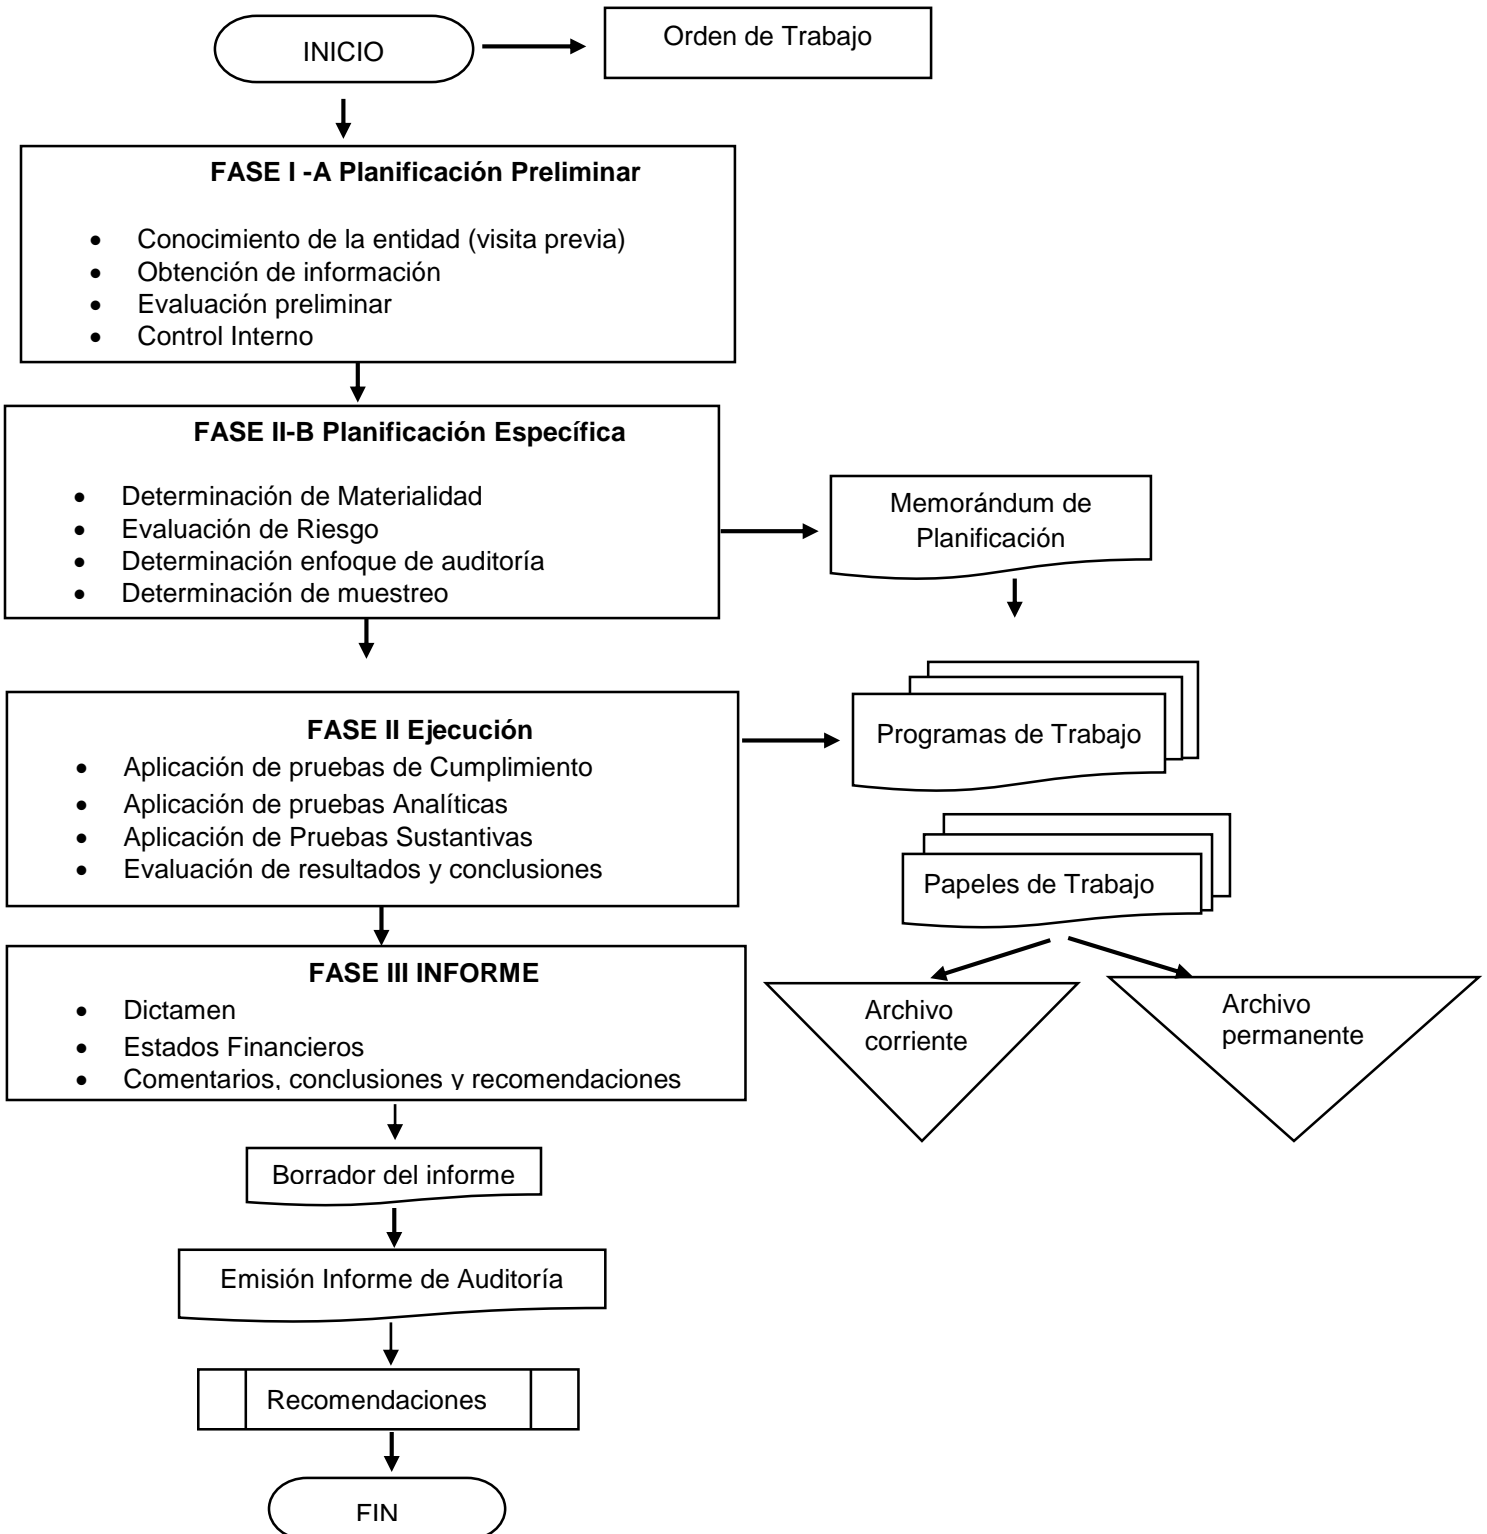 INICIO
Orden de Trabajo
FASE I -A Planificación Preliminar
• Conocimiento de la entidad (visita previa)
• Obtención de información
• Evaluación preliminar
• Control Interno
FASE II-B Planificación Específica
• Determinación de Materialidad
• Evaluación de Riesgo
• Determinación enfoque de auditoría
• Determinación de muestreo
Memorándum de
Planificación
FASE II Ejecución
• Aplicación de pruebas de Cumplimiento
• Aplicación de pruebas Analíticas
• Aplicación de Pruebas Sustantivas
• Evaluación de resultados y conclusiones
Programas de Trabajo
Papeles de Trabajo
Archivo
corriente
Archivo
permanente
FASE III INFORME
• Dictamen
• Estados Financieros
• Comentarios, conclusiones y recomendaciones
Borrador del informe
Emisión Informe de Auditoría
Recomendaciones
FIN